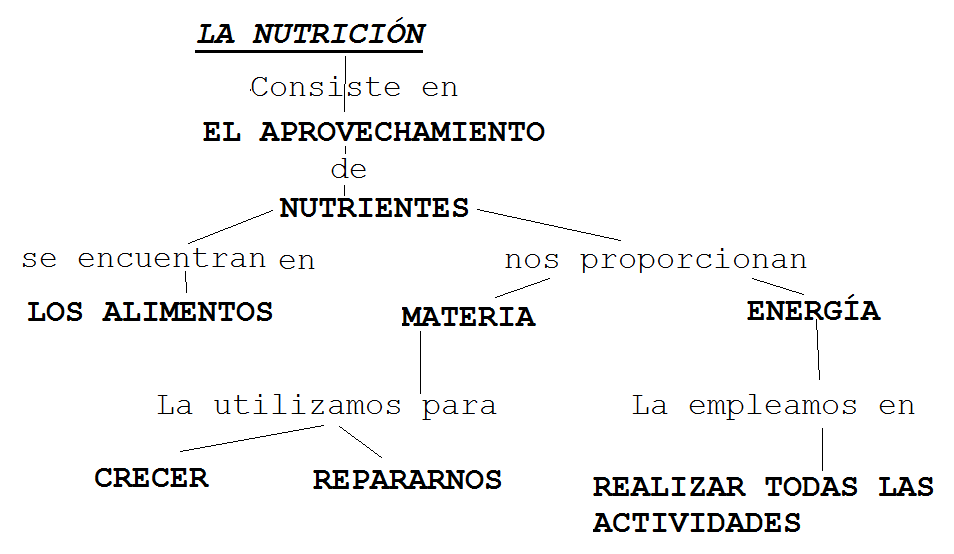 LA NUTRICIÓN
Consiste en
EL APROVECHAMIENTO
de
NUTRIENTES
se encuentran en
nos proporcionan
LOS ALIMENTOS
MATERIA
ENERGÍA
La utilizamos para
La empleamos en
CRECER
REPARARNOS
REALIZAR TODAS LAS
ACTIVIDADES